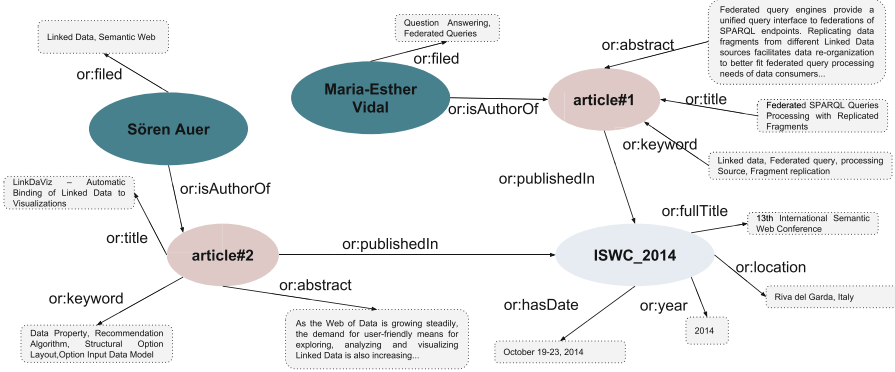 Linked Data, Semantic Web
or:filed
Sören Auer
or:isAuthorOf
LinkDaViz – Automatic
Binding of Linked Data to
Visualizations
or:title
article#2
or:keyword
Data Property, Recommendation
Algorithm, Structural Option
Layout,Option Input Data Model
or:abstract
As the Web of Data is growing steadily,
the demand for user-friendly means for
exploring, analyzing and visualizing
Linked Data is also increasing...
or:publishedIn
Question Answering,
Federated Queries
or:filed
Maria-Esther
Vidal
or:isAuthorOf
article#1
or:abstract
Federated query engines provide a
unified query interface to federations of
SPARQL endpoints. Replicating data
fragments from different Linked Data
sources facilitates data re-organization
to better fit federated query processing
needs of data consumers...
or:title
Federated SPARQL Queries
Processing with Replicated
Fragments
or:keyword
Linked data, Federated query, processing
Source, Fragment replication
or:publishedIn
ISWC_2014
or:fullTitle
13th International Semantic
Web Conference
or:location
Riva del Garda, Italy
or:hasDate
October 19-23, 2014
or:year
2014